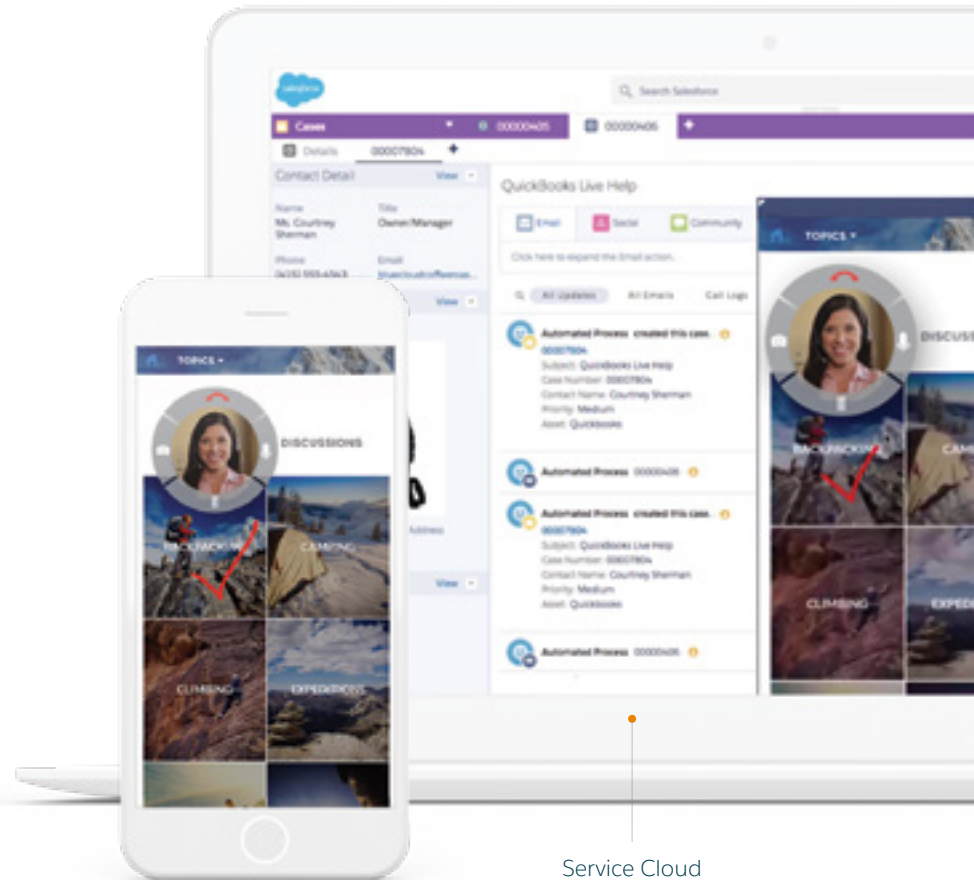 salesforce
Search Salesforce
Cases
00000405
00000406
Details
00007804
Contact Detail
View
QuickBooks Live Help
Name
Title
Ms. Courtney
Sherman
Owner/Manager
Phone
Email
Email
Social
Community
Click here to expand the Email action.
All Updates
All Emails
Call Logs
View
Automated Process created this case.
00007804
Subject: QuickBooks Live Help
Case Number: 00007804
Contact Name: Courtney Sherman
Priority: Medium
Asset: Quickbooks
Automated Process 00000406
Automated Process created this case.
00007804
Subject: QuickBooks Live Help
Case Number: 00007804
Contact Name: Courtney Sherman
Priority: Medium
Asset: Quickbooks
Automated Process 00000406
Address
View
TOPICS
DISCUSS
BACKPACKING
CAM
CLIMBING
EXPED
TOPICS
DISCUSSIONS
BACKPACKING
CAMPING
CLIMBING
EXPEDITIONS
Service Cloud